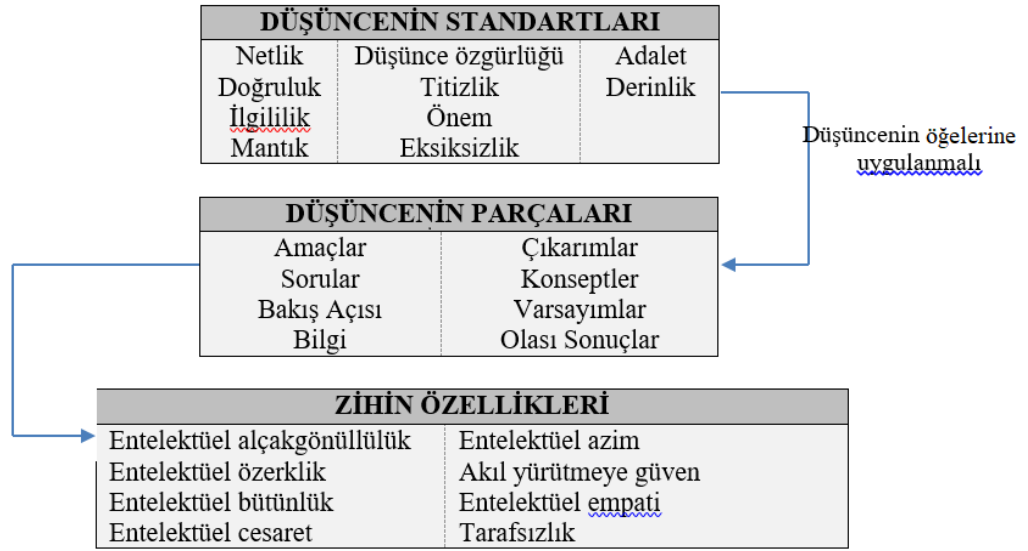 DÜŞÜNCENİN STANDARTLARI
Netlik Düşünce özgürlüğü Adalet
Doğruluk Titizlik Derinlik
İlgililik Önem
Mantık Eksiksizlik
Düşüncenin öğelerine
uygulanmalı
DÜŞÜNCENİN PARÇALARI
Amaçlar Çıkarımlar
Sorular Konseptler
Bakış Açısı Varsayımlar
Bilgi Olası Sonuçlar
ZİHİN ÖZELLİKLERİ
Entelektüel alçakgönüllülük Entelektüel azim
Entelektüel özerklik Akıl yürütmeye güven
Entelektüel bütünlük Entelektüel empati
Entelektüel cesaret Tarafsızlık